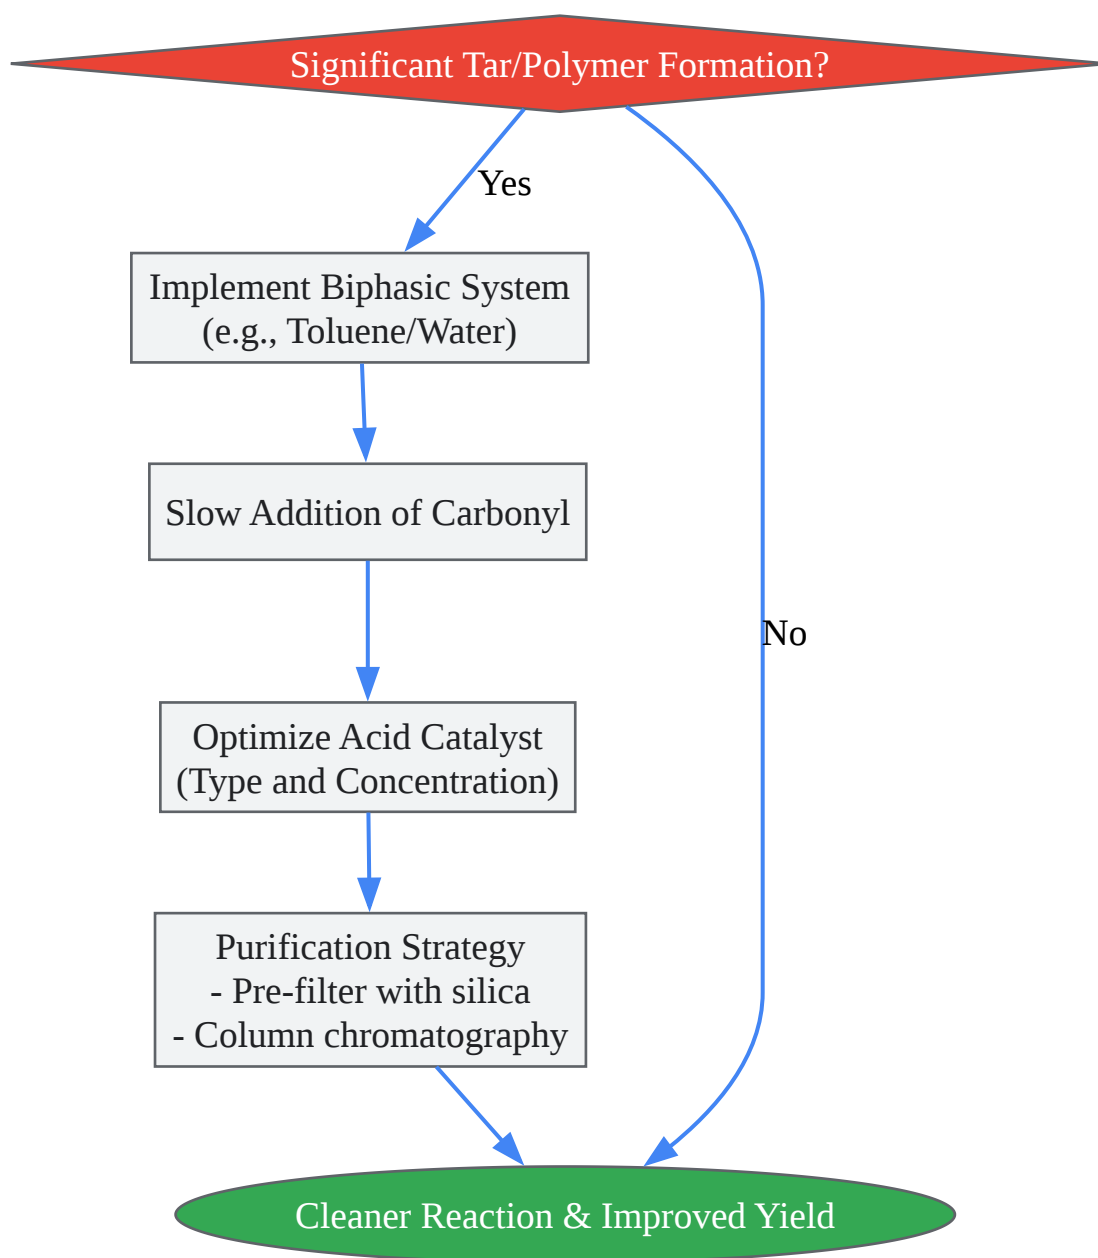 Significant Tar/Polymer Formation?
Yes
Implement Biphasic System
(e.g., Toluene/Water)
Slow Addition of Carbonyl
No
Optimize Acid Catalyst
(Type and Concentration)
Purification Strategy
- Pre-filter with silica
- Column chromatography
Cleaner Reaction & Improved Yield